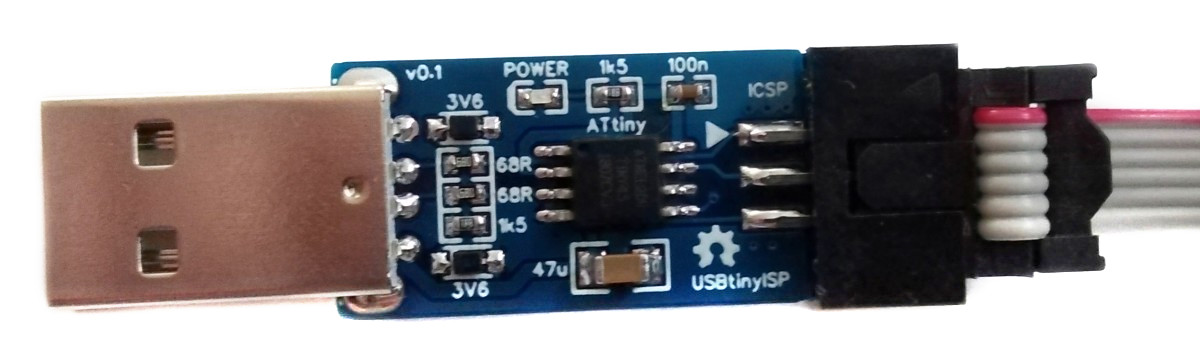 v0.1
POWER
1k5
100n
3V6
ICSP
ATtiny
68R
68R
1k5
47u
3V6
USBtinyISP